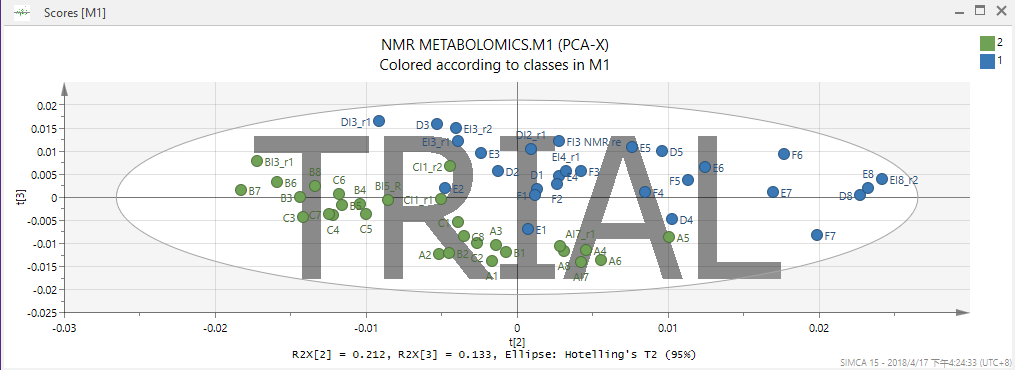 Scores [M1]
NMR METABOLOMICS.M1 (PCA-X)
Colored according to classes in M1
2
1
TRIAL
0.02
0.015
0.01
0.005
0
-0.005
-0.01
-0.015
-0.02
-0.025
t[3]
DI3_r1
D3
EI3_r2
EI3_r1
E3
DI2_r1
FI3 NMR/re
E5
D5
F6
BI3_r1
CI1_r2
D2
EI4_r1
F3
E4
E6
E8
EI8_r2
B7
B6
B8
C6
BI5_R
E2
D1
F5
B3
B4
B5
CI1_r1
F1
F2
F4
E7
D8
C3
C7
C4
C5
C1
E1
D4
F7
C8
A3
AI7_r1
A5
A2
B2
C2
B1
A8
A4
A6
A1
AI7
-0.03
-0.02
-0.01
0
0.01
0.02
t[2]
R2X[2] = 0.212, R2X[3] = 0.133, Ellipse: Hotelling's T2 (95%)
SIMCA 15 - 2018/4/17 下午4:24:33 (UTC+8)